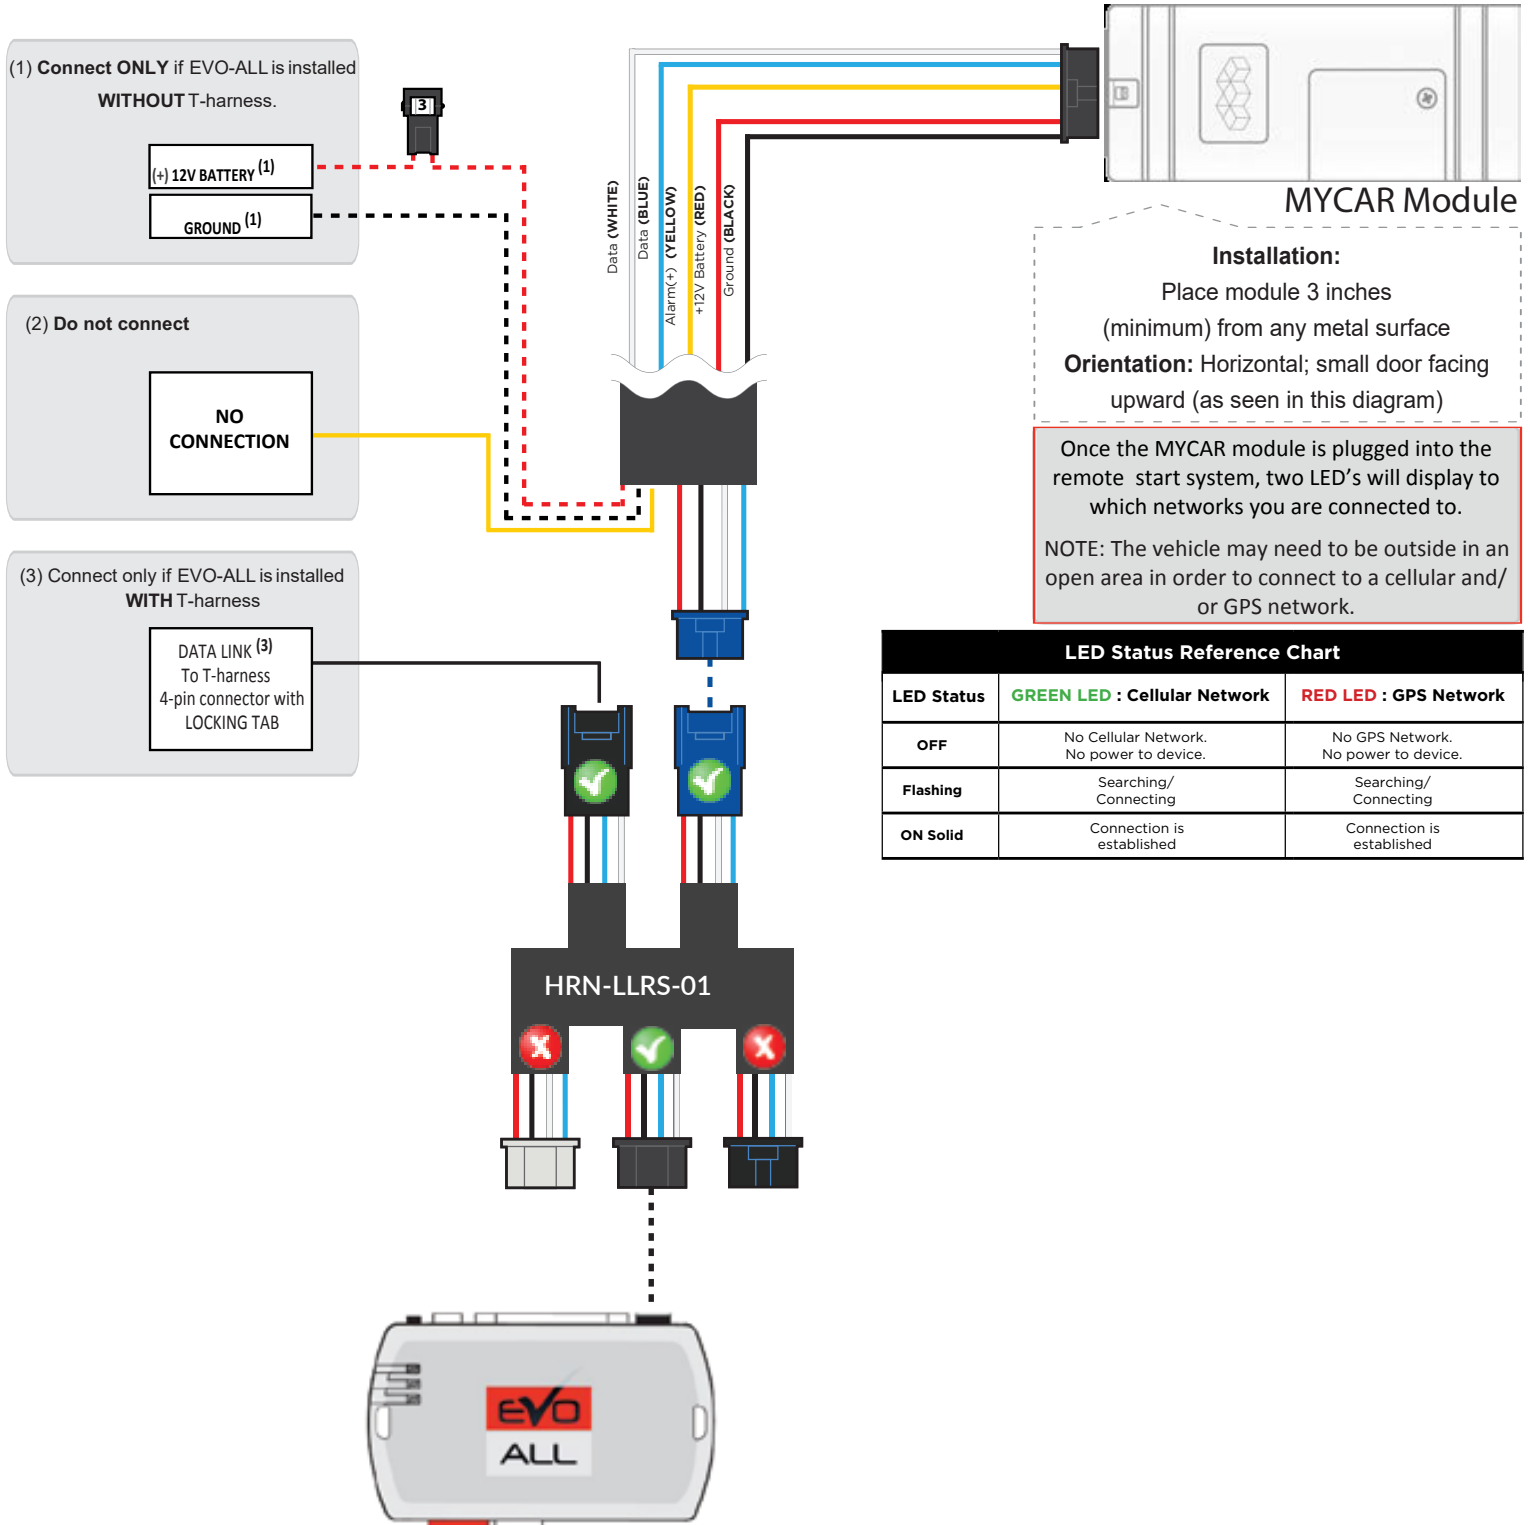 (1) Connect ONLY if EVO-ALL is installed
WITHOUT T-harness.
(+) 12V BATTERY (1)
GROUND (1)
3
(2) Do not connect
NO
CONNECTION
(3) Connect only if EVO-ALL is installed
WITH T-harness
DATA LINK (3)
To T-harness
4-pin connector with
LOCKING TAB
Data (WHITE)
Data (BLUE)
Alarm(+) (YELLOW)
+12V Battery (RED)
Ground (BLACK)
MYCAR Module
Installation:
Place module 3 inches
(minimum) from any metal surface
Orientation: Horizontal; small door facing
upward (as seen in this diagram)
Once the MYCAR module is plugged into the
remote start system, two LED’s will display to
which networks you are connected to.
NOTE: The vehicle may need to be outside in an
open area in order to connect to a cellular and/
or GPS network.
LED Status Reference Chart
LED Status GREEN LED : Cellular Network RED LED : GPS Network
OFF
No Cellular Network.
No power to device.
No GPS Network.
No power to device.
Flashing
Searching/
Connecting
Searching/
Connecting
ON Solid
Connection is
established
Connection is
established
HRN-LLRS-01
EVO
ALL